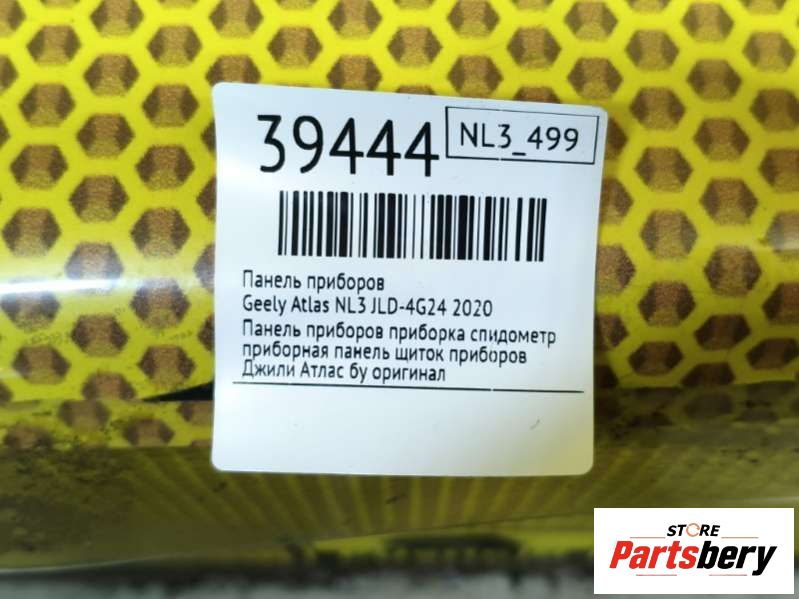 39444
NL3_499
Панель приборов
Geely Atlas NL3 JLD-4G24 2020
Панель приборов приборка спидометр
приборная панель щиток приборов
Джили Атлас бу оригинал
STORE
Partsbery